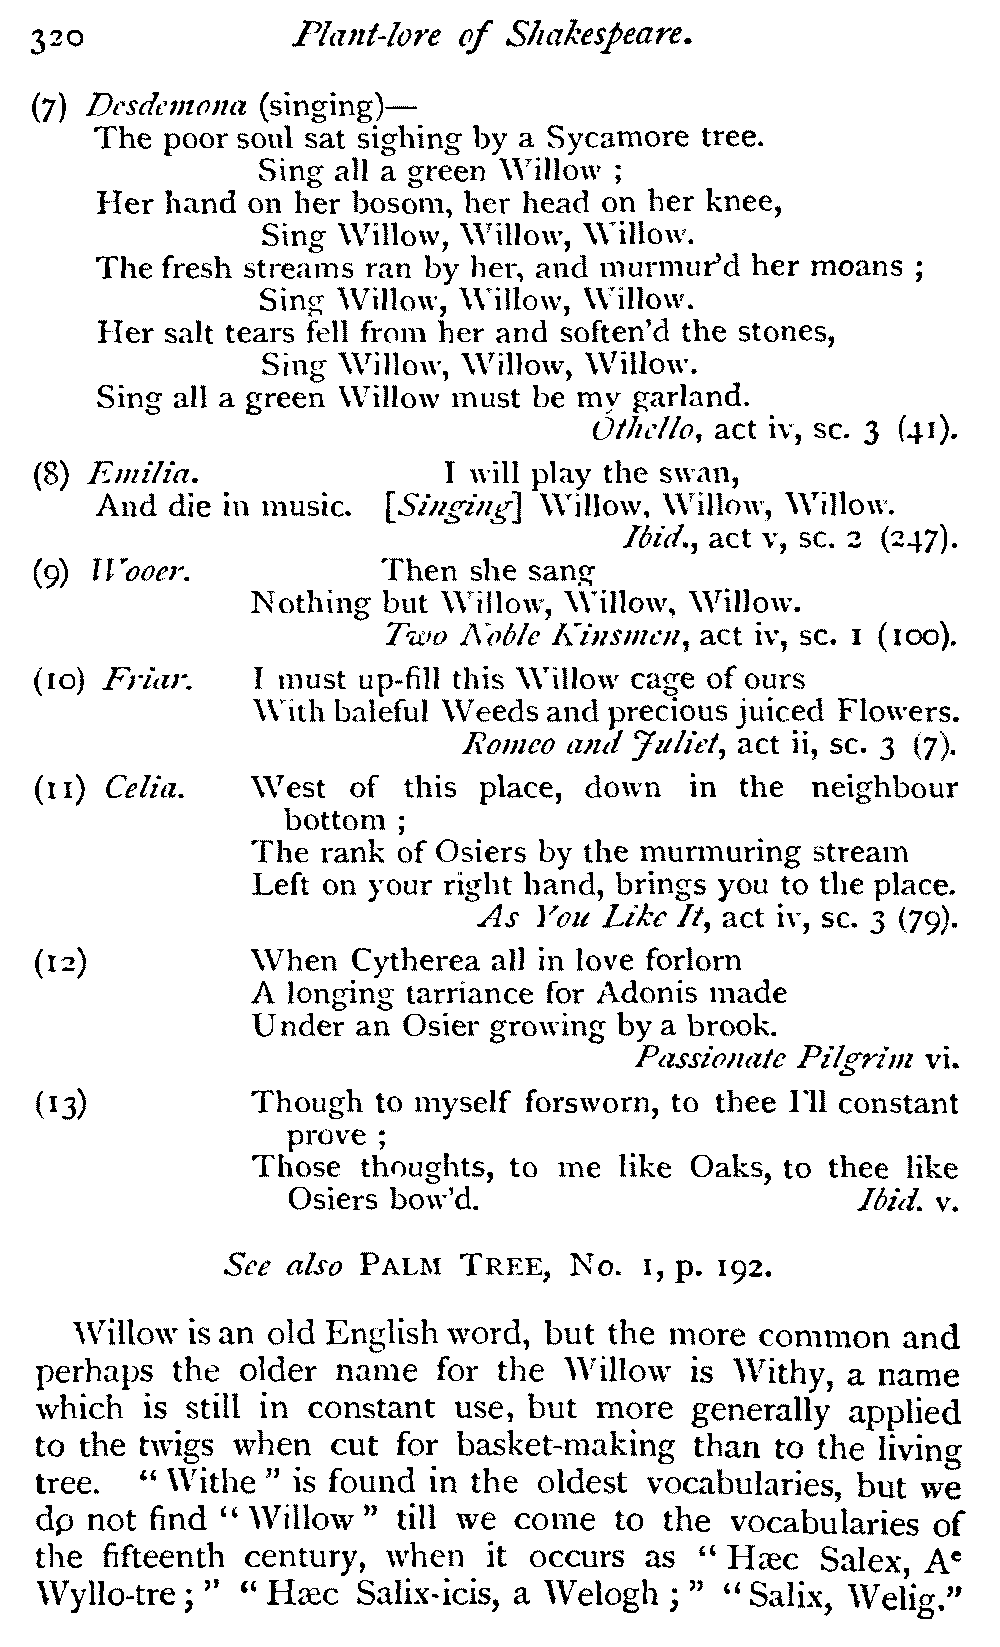 320 Plant-lore of Shakespeare.
(7) Desdemona (singing)—
The poor soul sat sighing by a Sycamore tree.
Sing all a green Willow ;
Her hand on her bosom, her head on her knee,
Sing Willow, Willow, Willow.
The fresh streams ran by her, and murmur'd her moans ;
Sing Willow, Willow, Willow.
Her salt tears fell from her and soften'd the stones,
Sing Willow, Willow, Willow.
Sing all a green Willow must be my garland.
Othello, act iv, sc. 3 (41).
(8) Emilia. I will play the swan,
And die in music. [Singing] Willow, Willow, Willow.
Ibid., act v, sc. 2 (247).
(9) Wooer. Then she sang
Nothing but Willow, Willow, Willow.
Two Noble Kinsmen, act iv, sc. 1 (100).
(10) Friar. I must up-fill this Willow cage of ours
With baleful Weeds and precious juiced Flowers.
Romeo and Juliet, act ii, sc. 3 (7).
(11) Celia. West of this place, down in the neighbour
bottom ;
The rank of Osiers by the murmuring stream
Left on your right hand, brings you to the place.
As You Like It, act iv, sc. 3 (79).
(12) When Cytherea all in love forlorn
A longing tarriance for Adonis made
Under an Osier growing by a brook.
Passionate Pilgrim vi.
(13) Though to myself forsworn, to thee I'll constant
prove ;
Those thoughts, to me like Oaks, to thee like
Osiers bow'd. Ibid. v.
See also PALM TREE, No. 1, p. 192.
Willow is an old English word, but the more common and
perhaps the older name for the Willow is Withy, a name
which is still in constant use, but more generally applied
to the twigs when cut for basket-making than to the living
tree. “ Withe ” is found in the oldest vocabularies, but we
do not find “ Willow ” till we come to the vocabularies of
the fifteenth century, when it occurs as “ Hæc Salex, Aᵉ
Wyllo-tre ; ” “ Hæc Salix-icis, a Welogh ; ” “ Salix, Welig.”